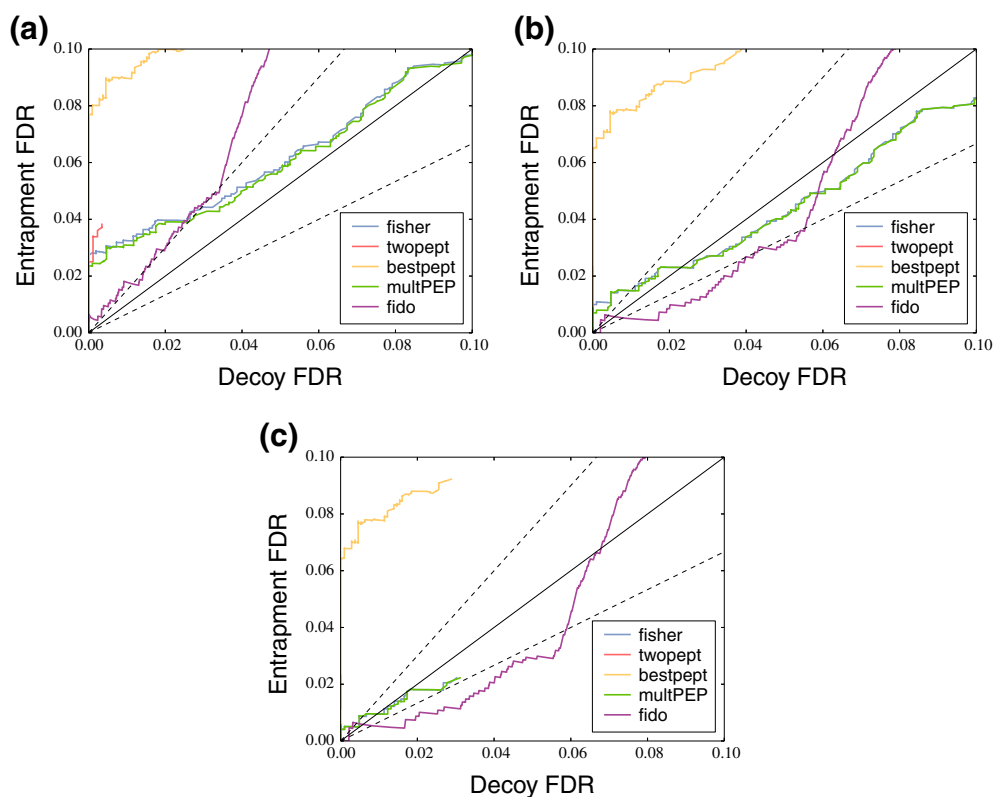 (a)
Entrapment FDR
0.10
0.08
0.06
0.04
0.02
0.00
0.00 0.02 0.04 0.06 0.08 0.10
Decoy FDR
fisher
twopept
bestpept
multPEP
fido
(b)
Entrapment FDR
0.10
0.08
0.06
0.04
0.02
0.00
0.00 0.02 0.04 0.06 0.08 0.10
Decoy FDR
fisher
twopept
bestpept
multPEP
fido
(c)
Entrapment FDR
0.10
0.08
0.06
0.04
0.02
0.00
0.00 0.02 0.04 0.06 0.08 0.10
Decoy FDR
fisher
twopept
bestpept
multPEP
fido